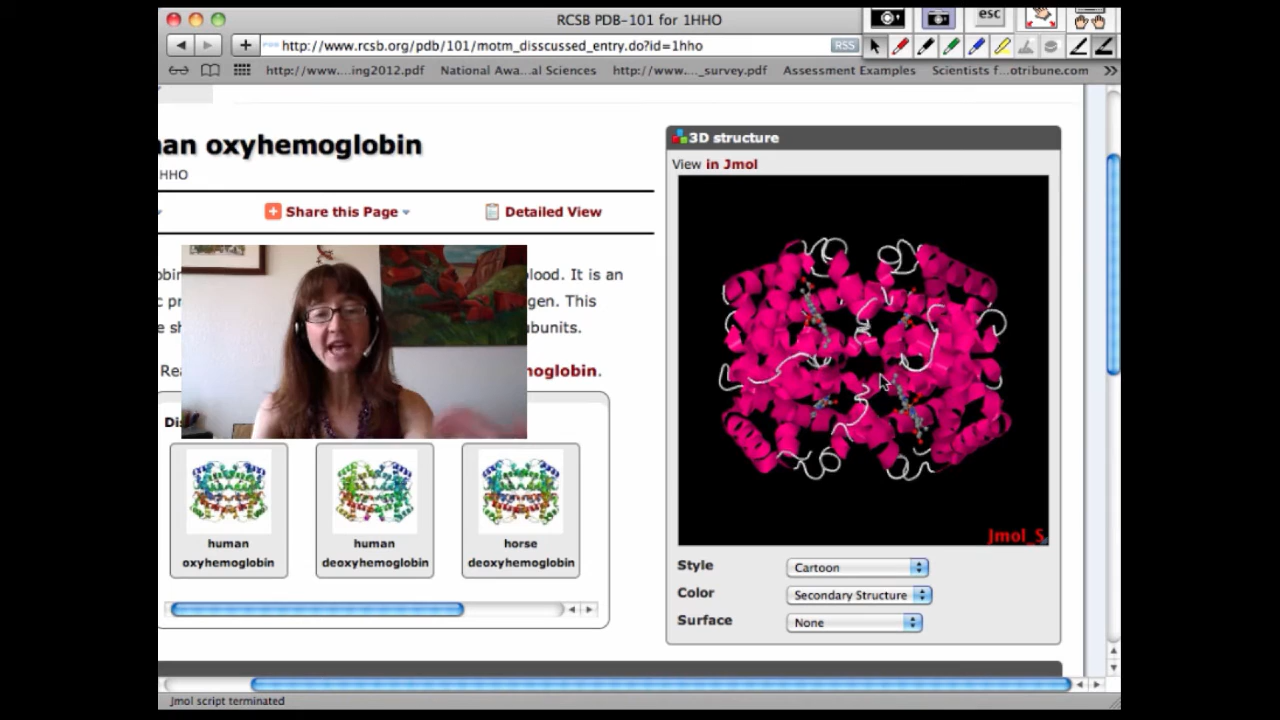 RCSB PDB-101 for 1HHO
esc
http://www.rcsb.org/pdb/101/motm_disscussed_entry.do?id=1hho
RSS
http://www....ing2012.pdf National Awa...al Sciences http://www...._survey.pdf Assessment Examples Scientists f...otribune.com
an oxyhemoglobin
HHO
Share this Page
Detailed View
lood. It is an
gen. This
ubunits.
Rea
oglobin.
Dis
human
oxyhemoglobin
human
deoxyhemoglobin
horse
deoxyhemoglobin
3D structure
View in Jmol
Jmol_S
Style Cartoon
Color Secondary Structure
Surface None
Jmol script terminated